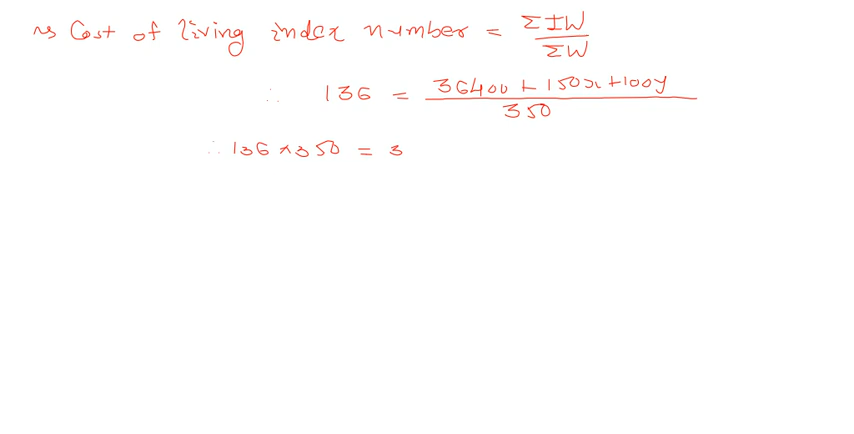 ⇝ Cost of living index number = ΣIW / ΣW
∴ 136 = 36400 + 150x + 100y / 350
∴ 136 × 350 = 3